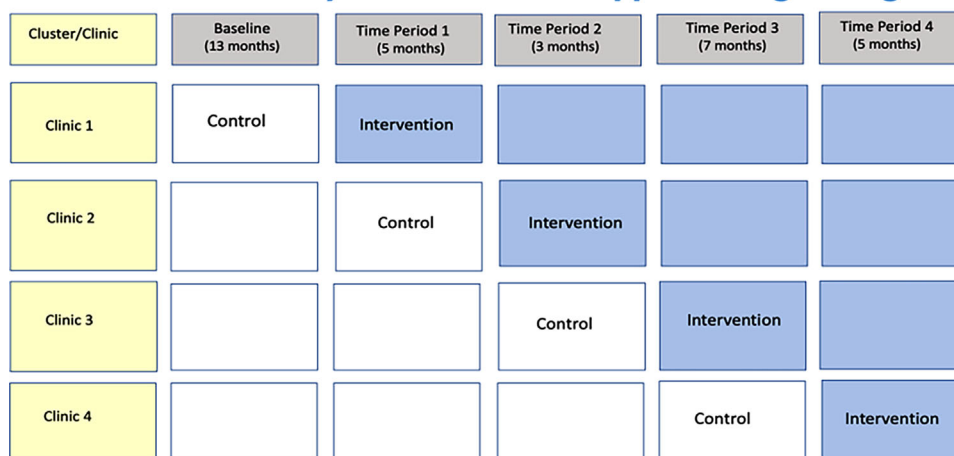 Cluster/Clinic
Baseline
(13 months)
Time Period 1
(5 months)
Time Period 2
(3 months)
Time Period 3
(7 months)
Time Period 4
(5 months)
Clinic 1
Control
Intervention
Clinic 2
Control
Intervention
Clinic 3
Control
Intervention
Clinic 4
Control
Intervention